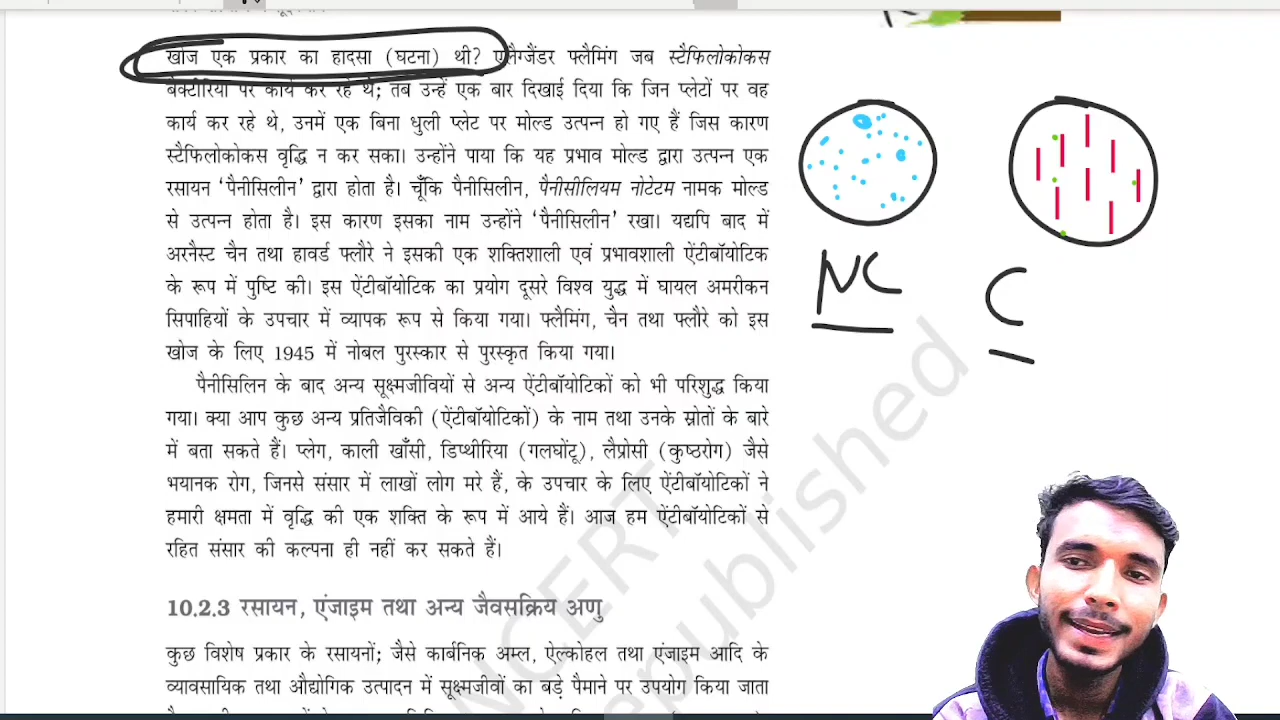 खोज एक प्रकार का हादसा (घटना) थी? एलैग्जैंडर फ्लैमिंग जब स्टैफिलोकोकस
बैक्टीरिया पर कार्य कर रहे थे; तब उन्हें एक बार दिखाई दिया कि जिन प्लेटों पर वह
कार्य कर रहे थे, उनमें एक बिना धुली प्लेट पर मोल्ड उत्पन्न हो गए हैं जिस कारण
स्टैफिलोकोकस वृद्धि न कर सका। उन्होंने पाया कि यह प्रभाव मोल्ड द्वारा उत्पन्न एक
रसायन ‘पैनीसिलीन’ द्वारा होता है। चूँकि पैनीसिलीन, पैनीसीलियम नोटेटम नामक मोल्ड
से उत्पन्न होता है। इस कारण इसका नाम उन्होंने ‘पैनीसिलीन’ रखा। यद्यपि बाद में
अरनैस्ट चैन तथा हावर्ड फ्लौरे ने इसकी एक शक्तिशाली एवं प्रभावशाली ऐंटीबॉयोटिक
के रूप में पुष्टि की। इस ऐंटीबॉयोटिक का प्रयोग दूसरे विश्व युद्ध में घायल अमरीकन
सिपाहियों के उपचार में व्यापक रूप से किया गया। फ्लैमिंग, चैन तथा फ्लौरे को इस
खोज के लिए 1945 में नोबल पुरस्कार से पुरस्कृत किया गया।
पैनीसिलिन के बाद अन्य सूक्ष्मजीवियों से अन्य ऐंटीबॉयोटिकों को भी परिशुद्ध किया
गया। क्या आप कुछ अन्य प्रतिजैविकी (ऐंटीबॉयोटिकों) के नाम तथा उनके स्रोतों के बारे
में बता सकते हैं। प्लेग, काली खाँसी, डिप्थीरिया (गलघोंटू), लैप्रोसी (कुष्ठरोग) जैसे
भयानक रोग, जिनसे संसार में लाखों लोग मरे हैं, के उपचार के लिए ऐंटीबॉयोटिकों ने
हमारी क्षमता में वृद्धि की एक शक्ति के रूप में आये हैं। आज हम ऐंटीबॉयोटिकों से
रहित संसार की कल्पना ही नहीं कर सकते हैं।
10.2.3 रसायन, एंजाइम तथा अन्य जैवसक्रिय अणु
कुछ विशेष प्रकार के रसायनों; जैसे कार्बनिक अम्ल, ऐल्कोहल तथा एंजाइम आदि के
व्यावसायिक तथा औद्योगिक उत्पादन में सूक्ष्मजीवों का बड़े पैमाने पर उपयोग किया जाता
NC
C
NCERT
republished